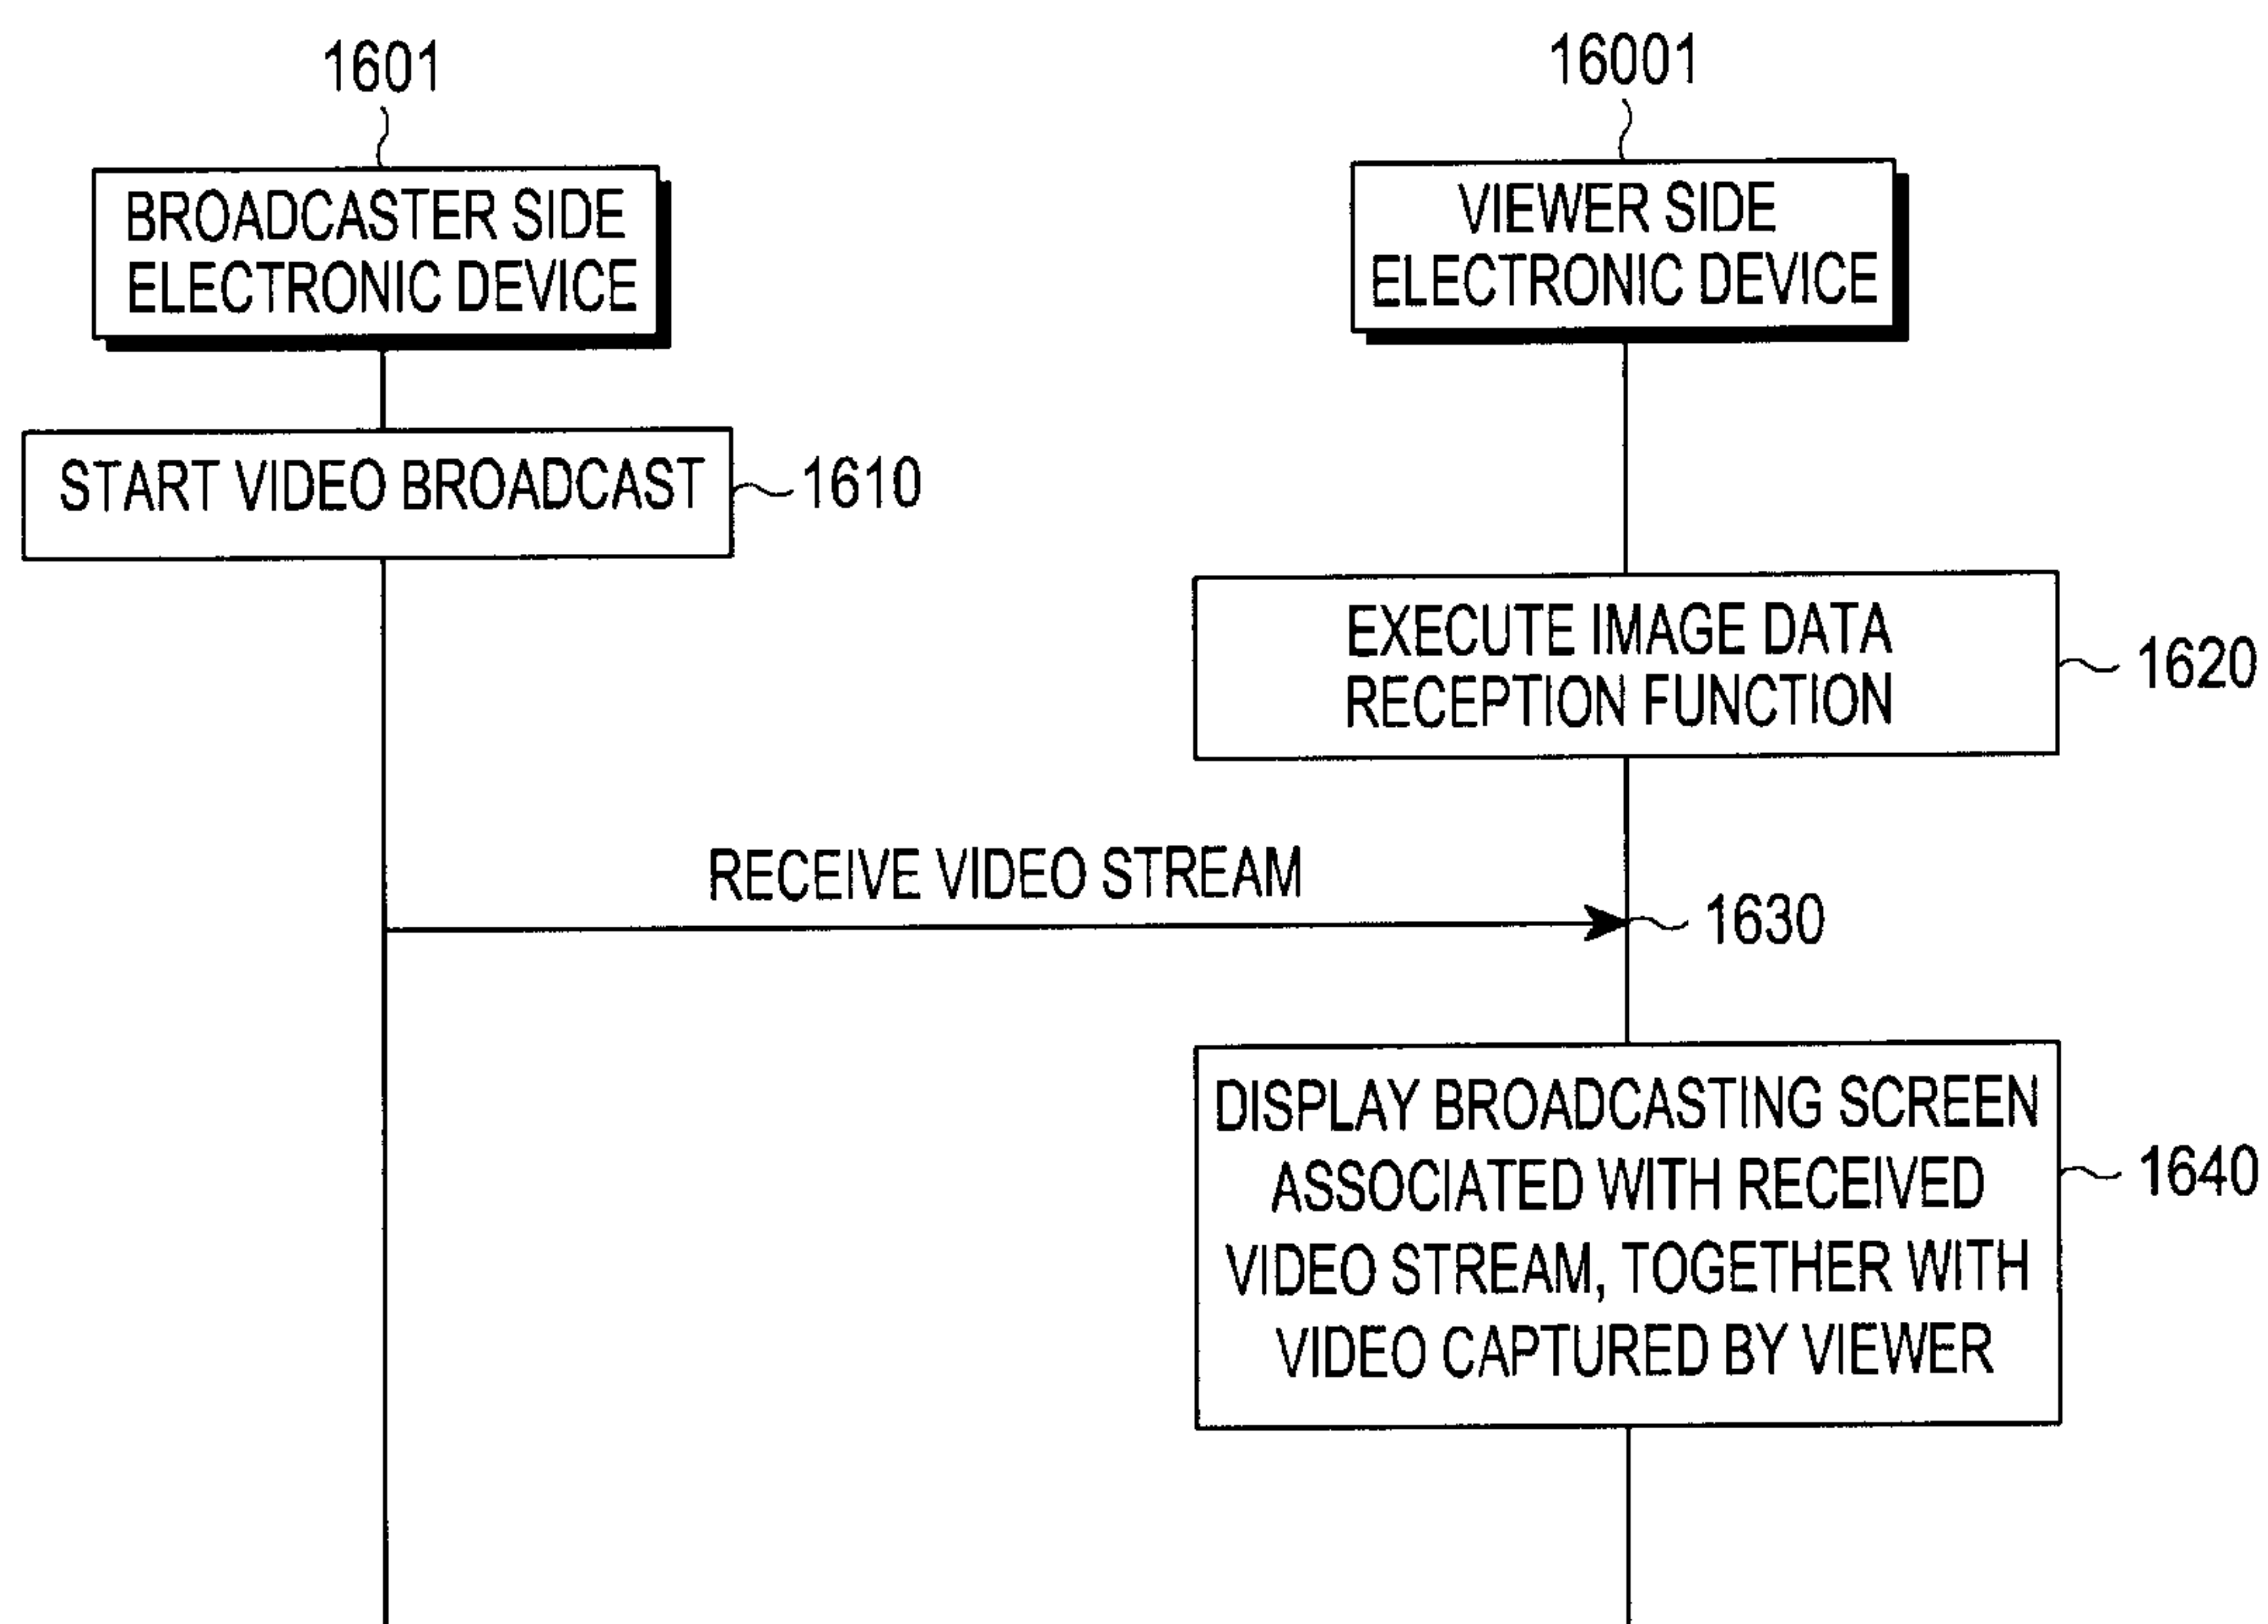 1601
16001
BROADCASTER SIDE
ELECTRONIC DEVICE
VIEWER SIDE
ELECTRONIC DEVICE
START VIDEO BROADCAST
1610
EXECUTE IMAGE DATA
RECEPTION FUNCTION
1620
RECEIVE VIDEO STREAM
1630
DISPLAY BROADCASTING SCREEN
ASSOCIATED WITH RECEIVED
VIDEO STREAM, TOGETHER WITH
VIDEO CAPTURED BY VIEWER
1640